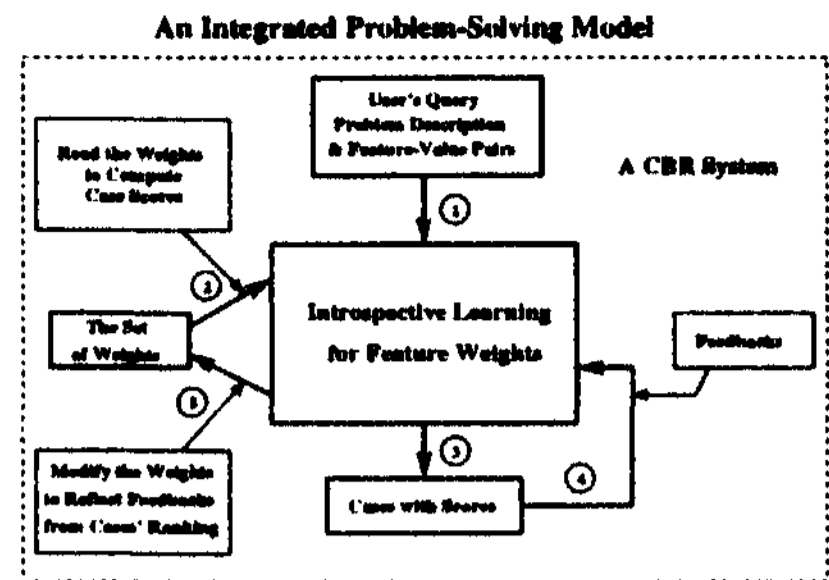 An Integrated Problem-Solving Model
User's Query
Problem Description
& Feature-Value Pairs
Read the Weights
to Compute
Case Scores
A CBR System
1
2
Introspective Learning
for Feature Weights
The Set
of Weights
Feedbacks
5
3
4
Modify the Weights
to Reflect Feedbacks
from Cases' Ranking
Cases with Scores